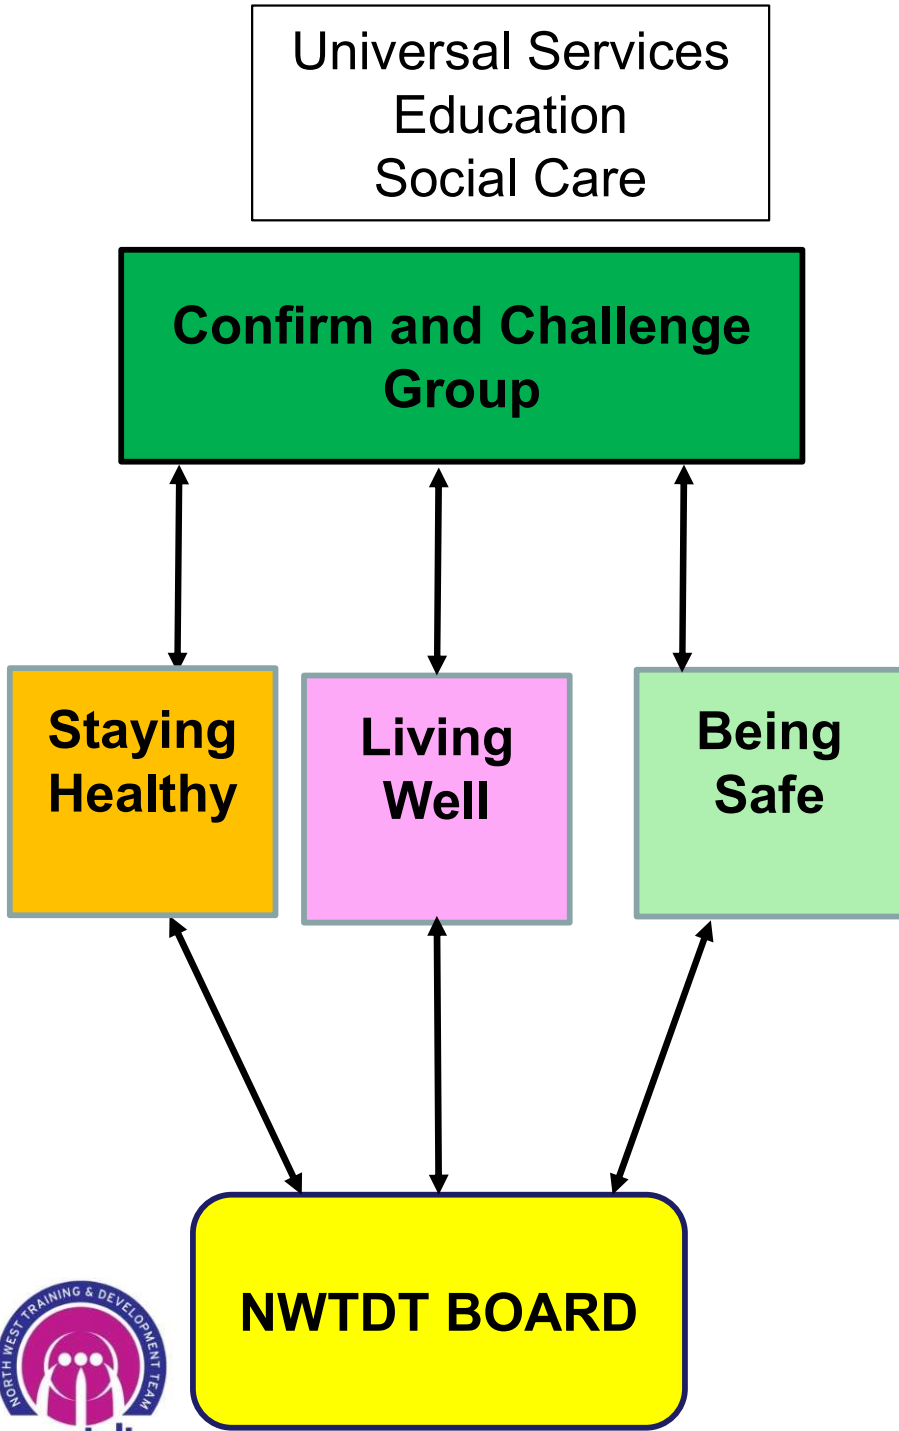 Universal Services
Education
Social Care
Confirm and Challenge
Group
Staying
Healthy
Living
Well
Being
Safe
NWTDT BOARD
NORTH WEST TRAINING & DEVELOPMENT TEAM